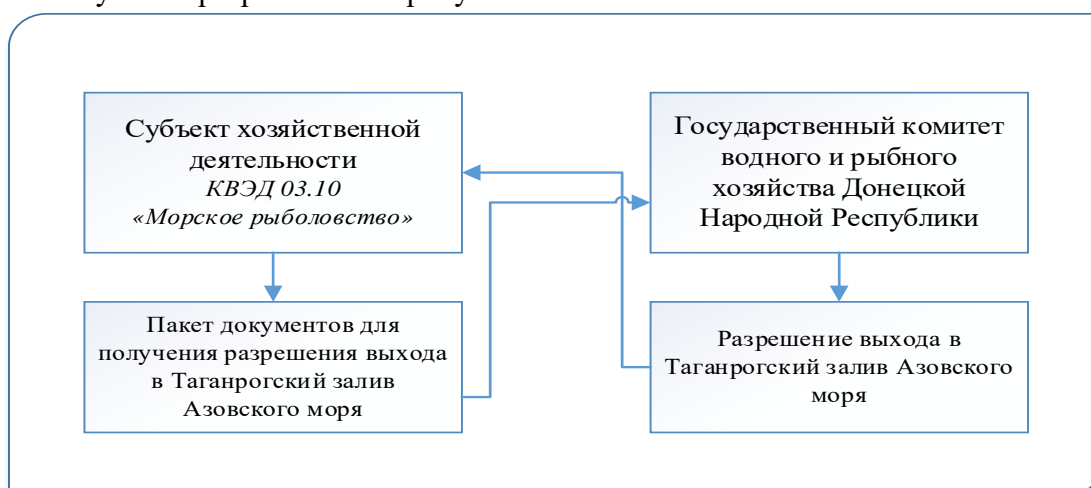 Субъект хозяйственной
деятельности
КВЭД 03.10
«Морское рыболовство»
Государственный комитет
водного и рыбного
хозяйства Донецкой
Народной Республики
Пакет документов для
получения разрешения выхода
в Таганрогский залив
Азовского моря
Разрешение выхода в
Таганрогский залив Азовского
моря